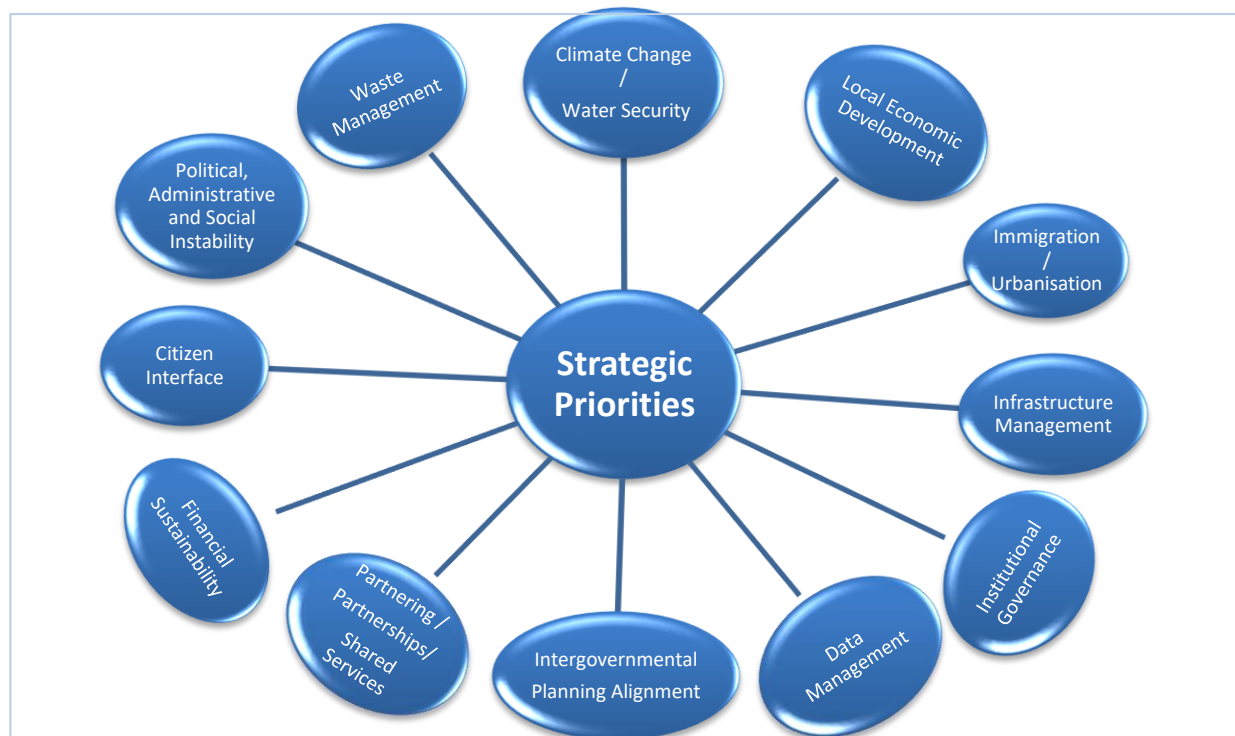 Climate Change
/
Water Security
Local Economic
Development
Immigration
/
Urbanisation
Infrastructure
Management
Institutional
Governance
Data
Management
Intergovernmental
Planning Alignment
Partnering /
Partnerships/
Shared
Services
Financial
Sustainability
Citizen
Interface
Political,
Administrative
and Social
Instability
Waste
Management
Strategic
Priorities